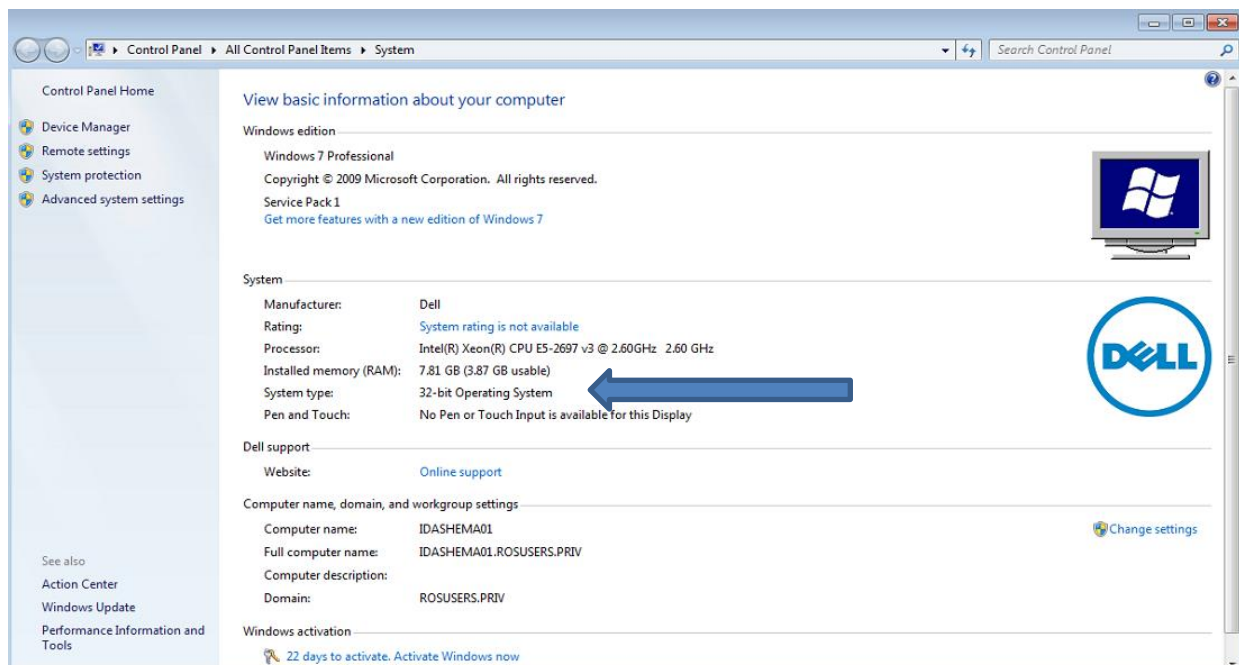 Control Panel ▸ All Control Panel Items ▸ System
Search Control Panel
Control Panel Home
Device Manager
Remote settings
System protection
Advanced system settings
See also
Action Center
Windows Update
Performance Information and
Tools
View basic information about your computer
Windows edition
Windows 7 Professional
Copyright © 2009 Microsoft Corporation. All rights reserved.
Service Pack 1
Get more features with a new edition of Windows 7
System
Manufacturer: Dell
Rating: System rating is not available
Processor: Intel(R) Xeon(R) CPU E5-2697 v3 @ 2.60GHz 2.60 GHz
Installed memory (RAM): 7.81 GB (3.87 GB usable)
System type: 32-bit Operating System
Pen and Touch: No Pen or Touch Input is available for this Display
DELL
Dell support
Website: Online support
Computer name, domain, and workgroup settings
Computer name: IDASHEMA01
Change settings
Full computer name: IDASHEMA01.ROSUSERS.PRIV
Computer description:
Domain: ROSUSERS.PRIV
Windows activation
22 days to activate. Activate Windows now